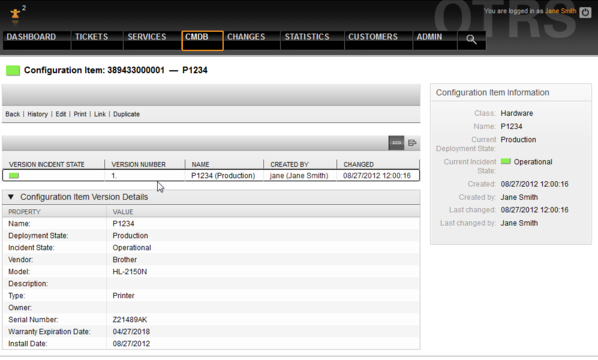 2
You are logged in as Jane Smith
OTRS
DASHBOARD TICKETS SERVICES CMDB CHANGES STATISTICS CUSTOMERS ADMIN
Configuration Item: 389433000001 — P1234
Back | History | Edit | Print | Link | Duplicate
VERSION INCIDENT STATE VERSION NUMBER NAME CREATED BY CHANGED
1. P1234 (Production) jane (Jane Smith) 08/27/2012 12:00:16
Configuration Item Version Details
PROPERTY VALUE
Name: P1234
Deployment State: Production
Incident State: Operational
Vendor: Brother
Model: HL-2150N
Description:
Type: Printer
Owner:
Serial Number: Z21489AK
Warranty Expiration Date: 04/27/2018
Install Date: 08/27/2012
Configuration Item Information
Class: Hardware
Name: P1234
Current Production
Deployment State:
Current Incident Operational
State:
Created: 08/27/2012 12:00:16
Created by: Jane Smith
Last changed: 08/27/2012 12:00:16
Last changed by: Jane Smith